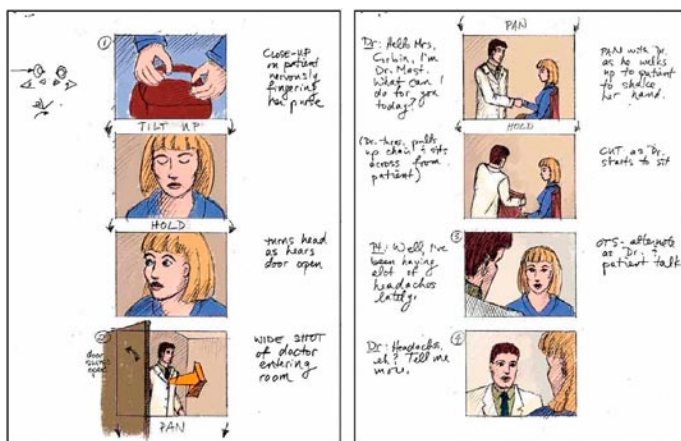 1
CLOSE-UP
on patient
nervously
fingering
her purse
TILT UP
HOLD
turns head
as hears
door open
2
door
open
WIDE SHOT
of doctor
entering
room
PAN
PAN
Dr: Hello Mrs.
Corbin, I'm
Dr. Mast.
What can I
do for you
today?
PAN with Dr.
as he walks
up to patient
to shake
her hand.
HOLD
(Dr. turns, pulls
up chair & sits
across from
patient)
CUT as Dr.
starts to sit
3
Pt: Well, I've
been having
alot of
headaches
lately.
OTS - alternate
as Dr. &
patient talk
4
Dr: Headaches,
eh? Tell me
more.